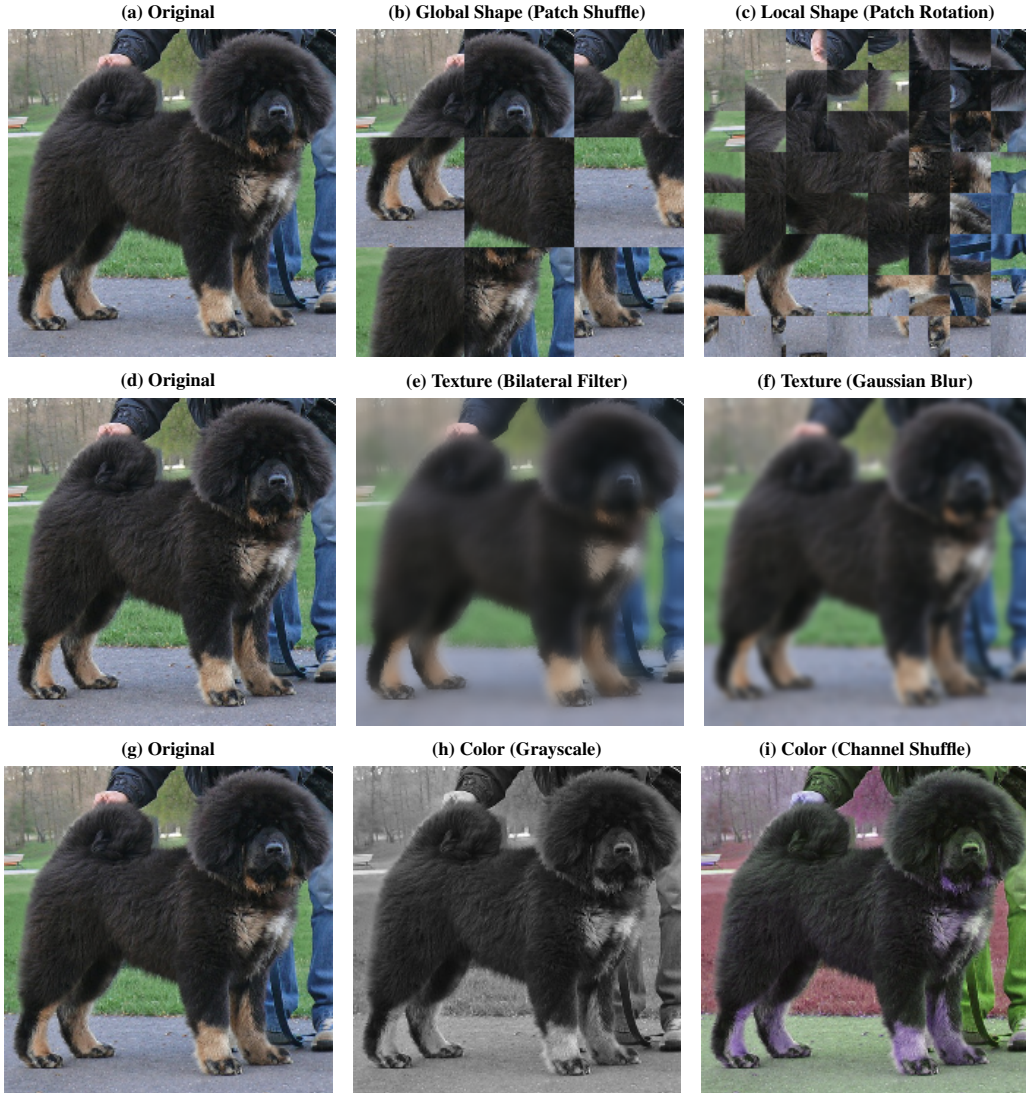 (a) Original
(b) Global Shape (Patch Shuffle)
(c) Local Shape (Patch Rotation)
(d) Original
(e) Texture (Bilateral Filter)
(f) Texture (Gaussian Blur)
(g) Original
(h) Color (Grayscale)
(i) Color (Channel Shuffle)